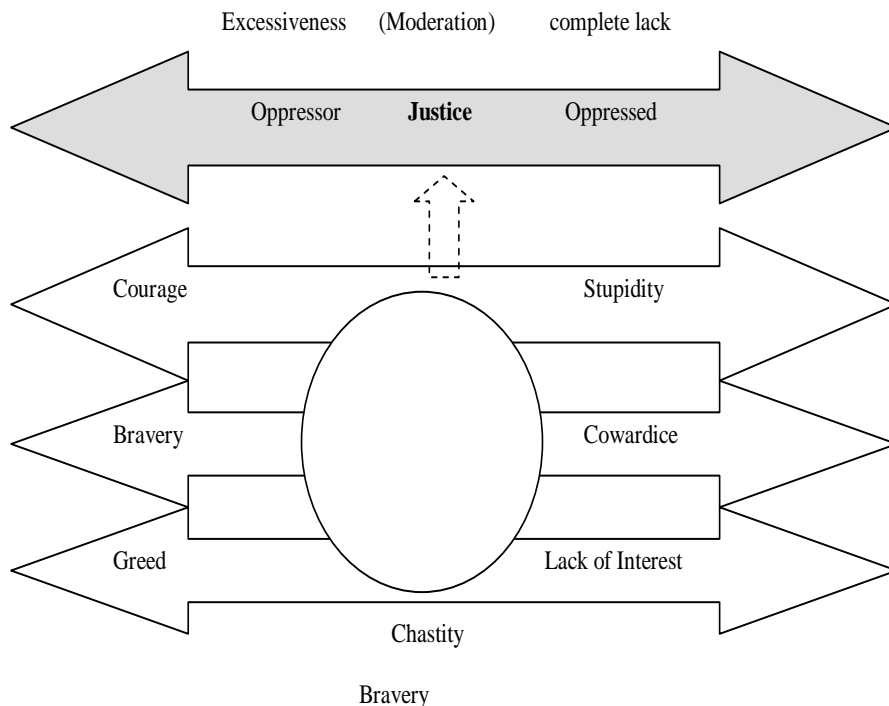 Excessiveness (Moderation) complete lack
Oppressor Justice Oppressed
Courage Stupidity
Bravery Cowardice
Greed Lack of Interest
Chastity
Bravery